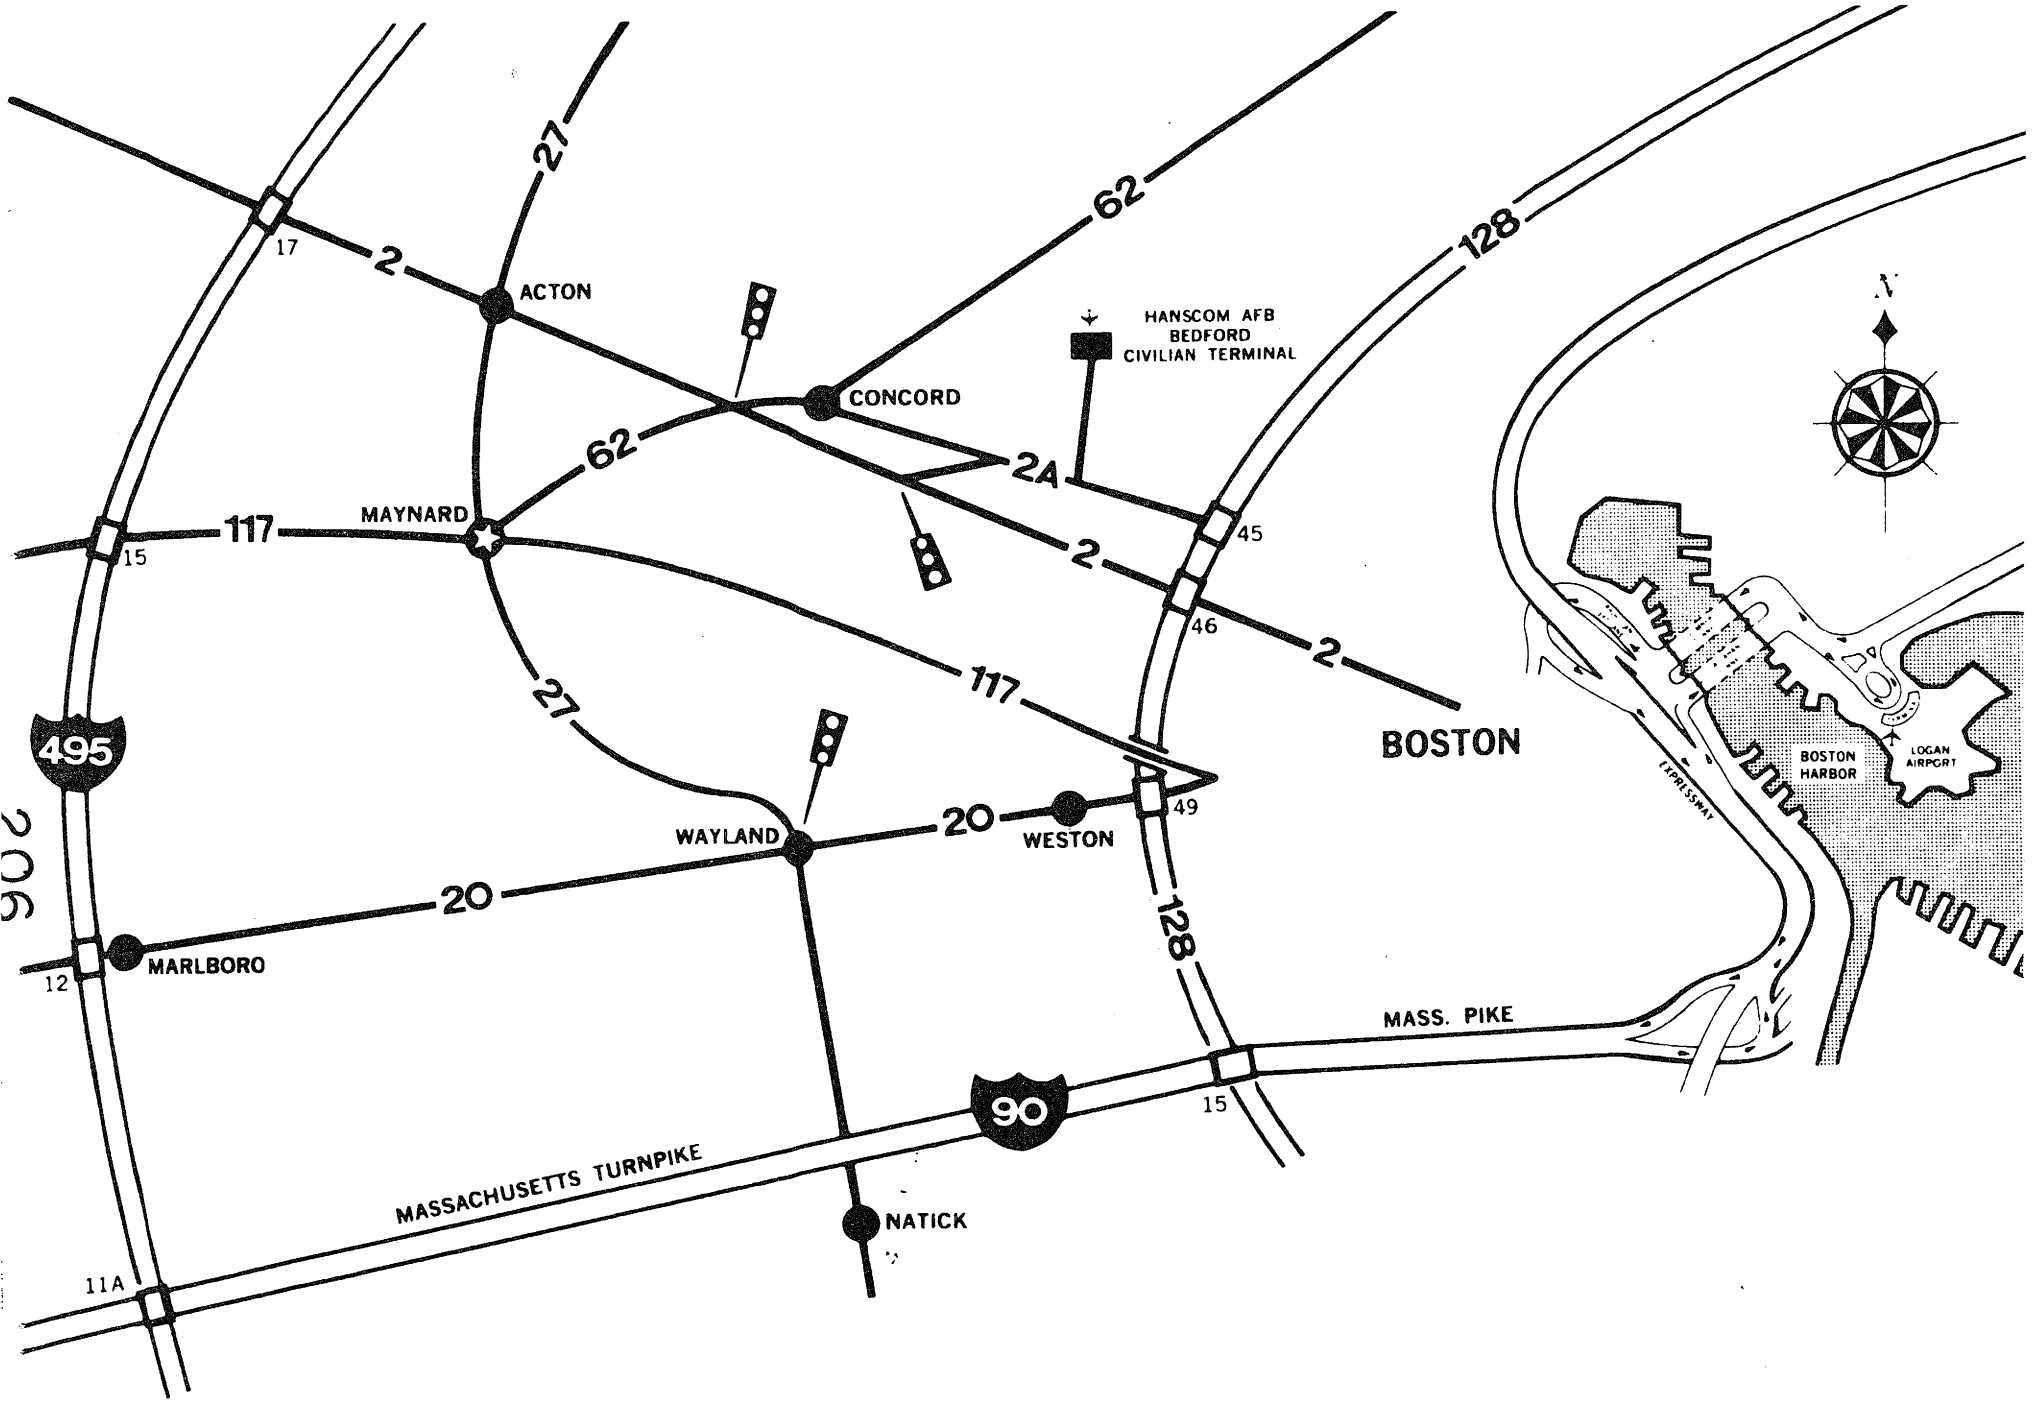 27
62
128
N
17
2
ACTON
HANSCOM AFB
BEDFORD
CIVILIAN TERMINAL
CONCORD
62
2A
MAYNARD
117
15
45
2
46
2
27
117
495
BOSTON
BOSTON
HARBOR
LOGAN
AIRPORT
EXPRESSWAY
206
WAYLAND
20
WESTON
49
20
128
MARLBORO
12
MASS. PIKE
90
15
MASSACHUSETTS TURNPIKE
NATICK
11A